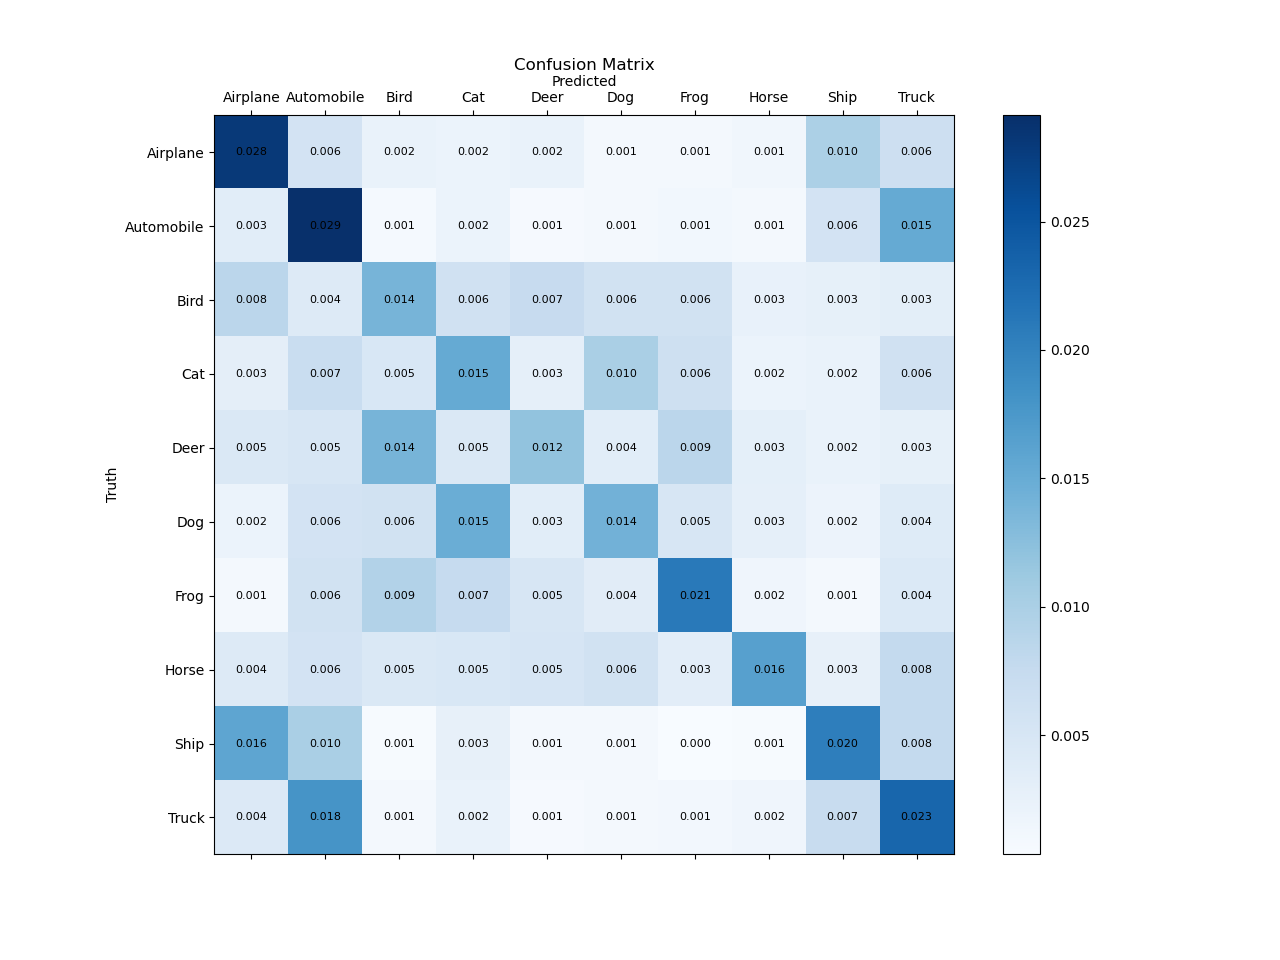 Confusion Matrix
Predicted
Airplane Automobile Bird Cat Deer Dog Frog Horse Ship Truck
Airplane 0.028 0.006 0.002 0.002 0.002 0.001 0.001 0.001 0.010 0.006
Automobile 0.003 0.029 0.001 0.002 0.001 0.001 0.001 0.001 0.006 0.015
0.025
Bird 0.008 0.004 0.014 0.006 0.007 0.006 0.006 0.003 0.003 0.003
0.020
Cat 0.003 0.007 0.005 0.015 0.003 0.010 0.006 0.002 0.002 0.006
Deer 0.005 0.005 0.014 0.005 0.012 0.004 0.009 0.003 0.002 0.003
0.015
Truth
Dog 0.002 0.006 0.006 0.015 0.003 0.014 0.005 0.003 0.002 0.004
Frog 0.001 0.006 0.009 0.007 0.005 0.004 0.021 0.002 0.001 0.004
0.010
Horse 0.004 0.006 0.005 0.005 0.005 0.006 0.003 0.016 0.003 0.008
0.005
Ship 0.016 0.010 0.001 0.003 0.001 0.001 0.000 0.001 0.020 0.008
Truck 0.004 0.018 0.001 0.002 0.001 0.001 0.001 0.002 0.007 0.023